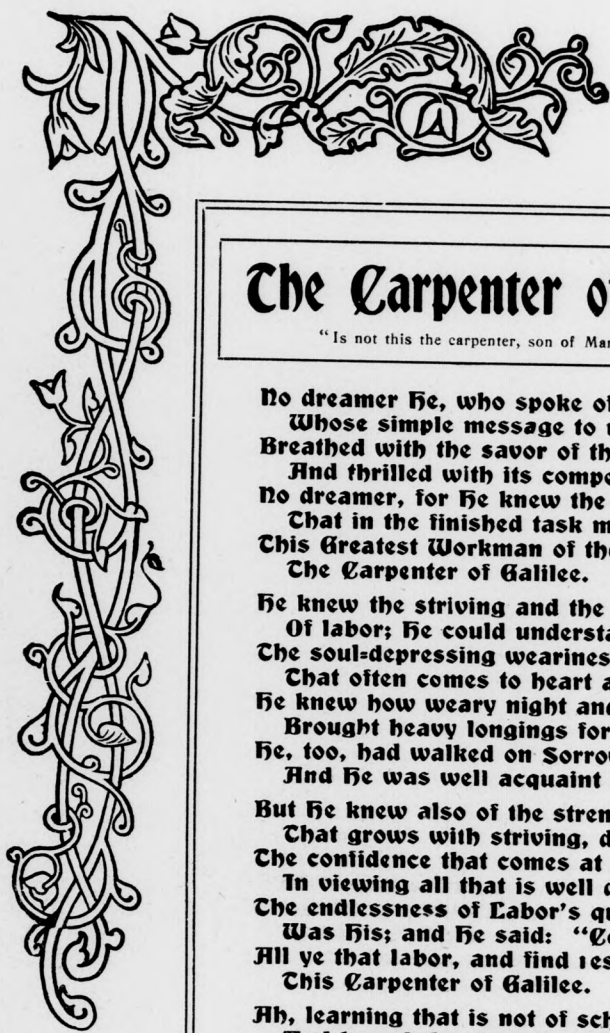 The Carpenter o
“Is not this the carpenter, son of Mar
No dreamer He, who spoke of
Whose simple message to
Breathed with the savor of th
And thrilled with its compe
No dreamer, for He knew the
That in the finished task m
This Greatest Workman of the
The Carpenter of Galilee.
He knew the striving and the
Of labor; He could understa
The soul-depressing wearines
That often comes to heart a
He knew how weary night and
Brought heavy longings for
He, too, had walked on Sorrow
And He was well acquaint
But He knew also of the stren
That grows with striving, d
The confidence that comes at
In viewing all that is well d
The endlessness of Labor's qu
Was His; and He said: “Co
All ye that labor, and find rest
This Carpenter of Galilee.
Ah, learning that is not of sch